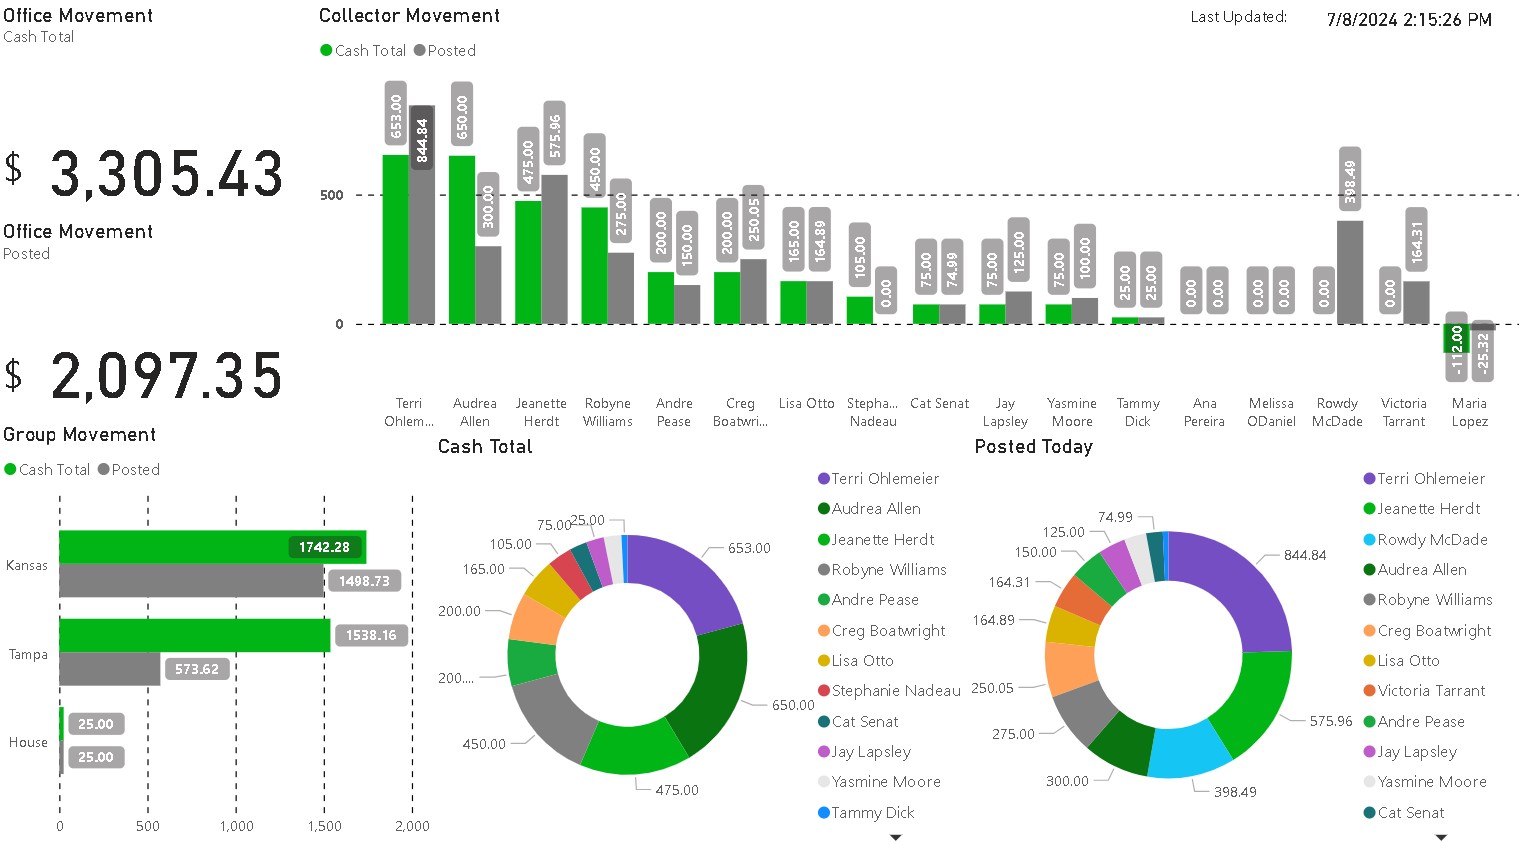 Office Movement
Cash Total
$ 3,305.43
Office Movement
Posted
$ 2,097.35
Collector Movement
Cash Total Posted
Last Updated: 7/8/2024 2:15:26 PM
500
0
653.00
844.84
650.00
300.00
475.00
575.96
450.00
275.00
200.00
150.00
200.00
250.05
165.00
164.89
105.00
0.00
75.00
74.99
75.00
125.00
75.00
100.00
25.00
25.00
0.00
0.00
0.00
0.00
0.00
398.49
0.00
164.31
-112.00
-25.32
Terri Ohlem...
Audrea Allen
Jeanette Herdt
Robyne Williams
Andre Pease
Creg Boatwri...
Lisa Otto
Stepha... Nadeau
Cat Senat
Jay Lapsley
Yasmine Moore
Tammy Dick
Ana Pereira
Melissa ODaniel
Rowdy McDade
Victoria Tarrant
Maria Lopez
Group Movement
Cash Total Posted
Kansas
1742.28
1498.73
Tampa
1538.16
573.62
House
25.00
25.00
0 500 1,000 1,500 2,000
Cash Total
653.00
650.00
475.00
450.00
200....
200.00
165.00
105.00
75.00
25.00
Terri Ohlemeier
Audrea Allen
Jeanette Herdt
Robyne Williams
Andre Pease
Creg Boatwright
Lisa Otto
Stephanie Nadeau
Cat Senat
Jay Lapsley
Yasmine Moore
Tammy Dick
Posted Today
844.84
575.96
398.49
300.00
275.00
250.05
164.89
164.31
150.00
125.00
74.99
Terri Ohlemeier
Jeanette Herdt
Rowdy McDade
Audrea Allen
Robyne Williams
Creg Boatwright
Lisa Otto
Victoria Tarrant
Andre Pease
Jay Lapsley
Yasmine Moore
Cat Senat